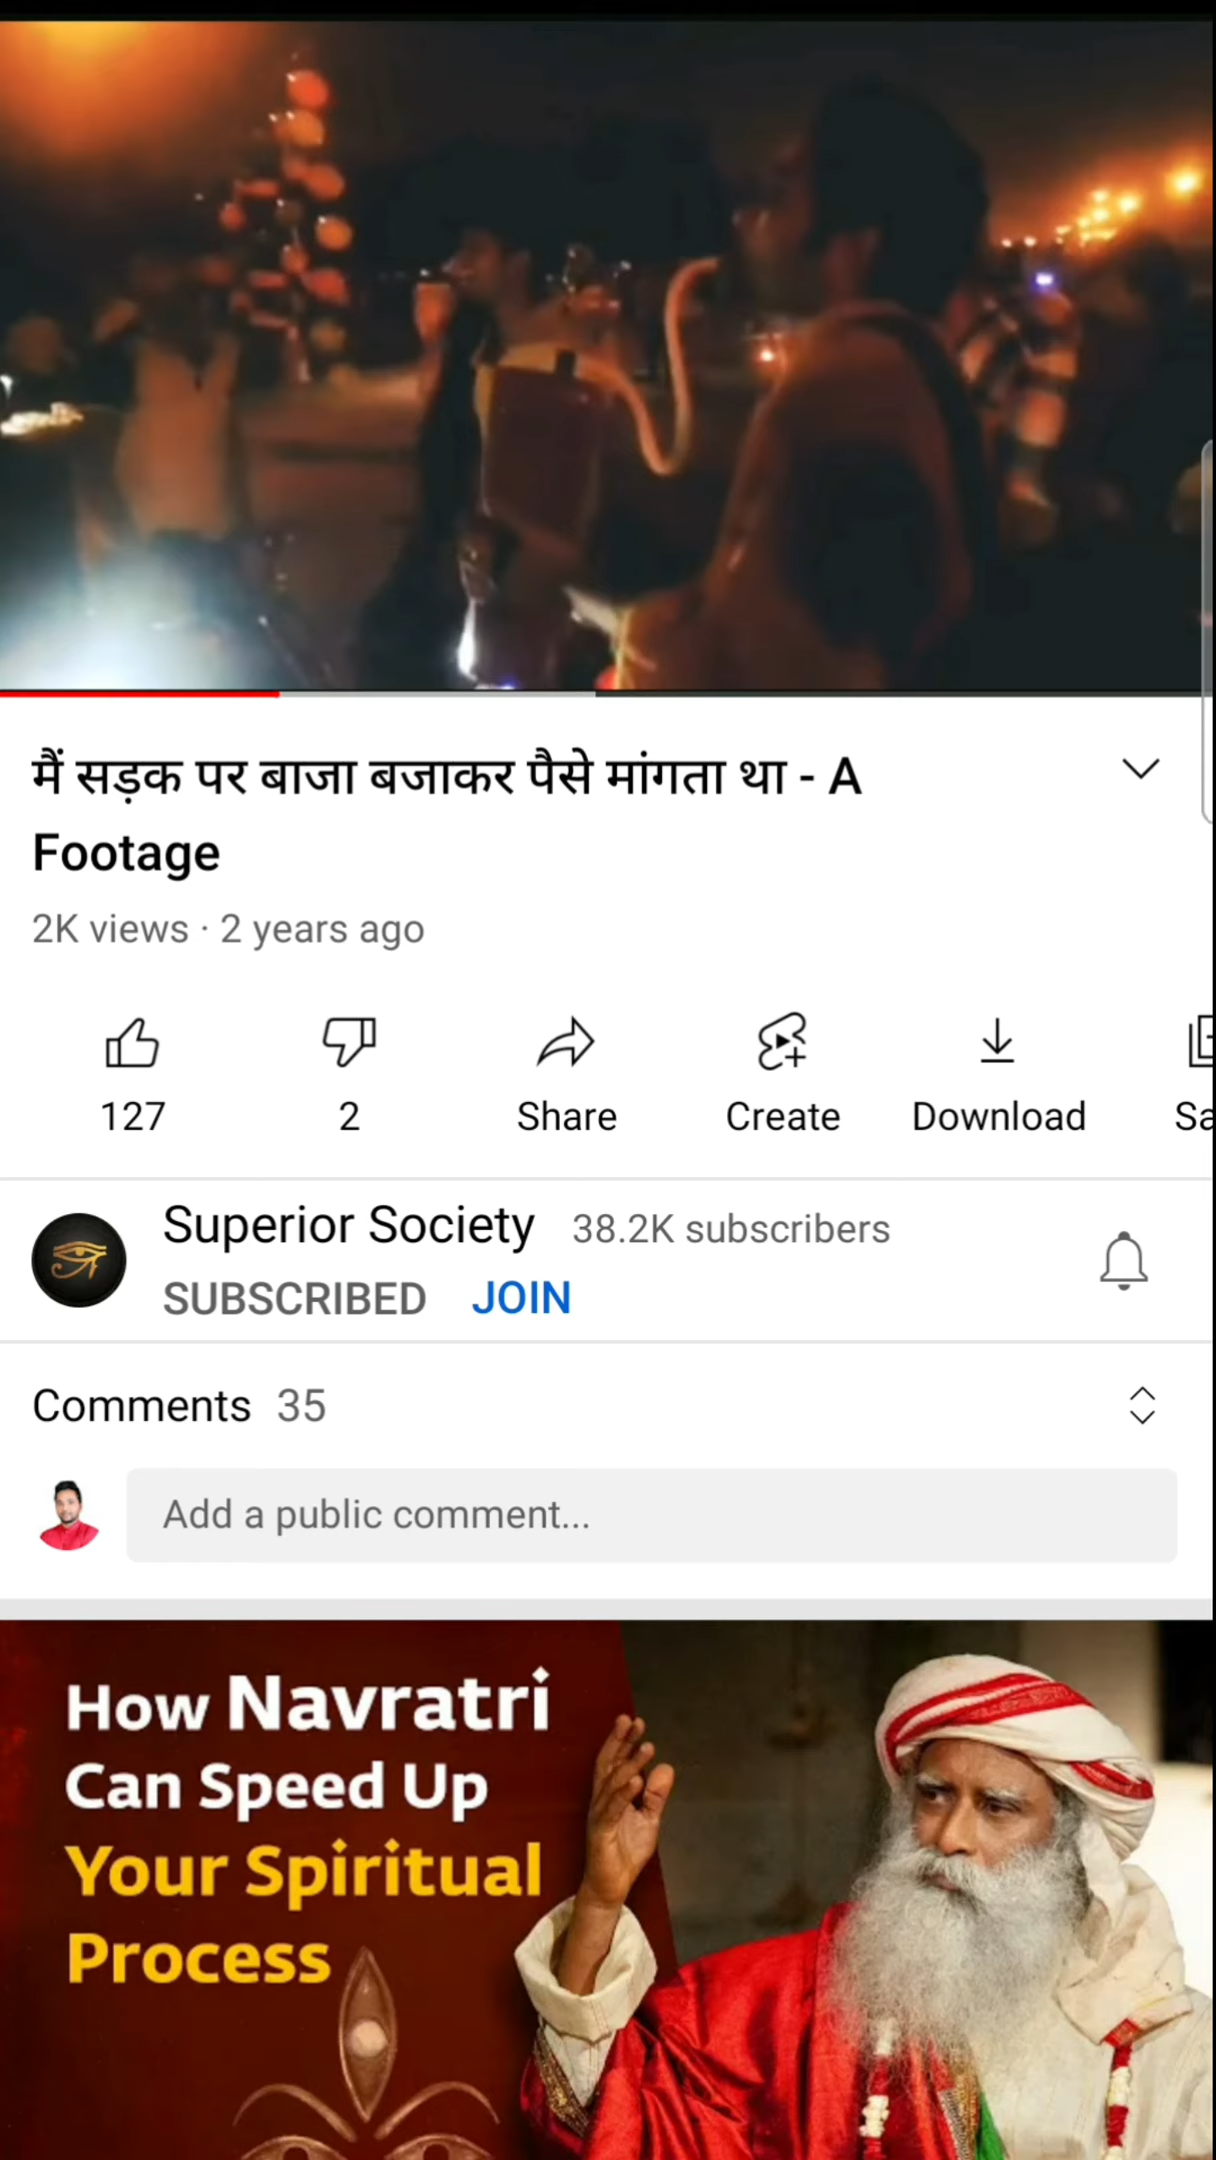 मैं सड़क पर बाजा बजाकर पैसे मांगता था - A
Footage
2K views · 2 years ago
127
2
Share
Create
Download
Sa
Superior Society 38.2K subscribers
SUBSCRIBED JOIN
Comments 35
Add a public comment...
How Navratri
Can Speed Up
Your Spiritual
Process